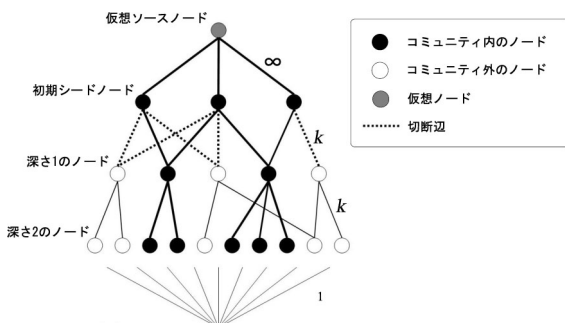 仮想ソースノード
∞
初期シードノード
k
深さ1のノード
k
深さ2のノード
1
コミュニティ内のノード
コミュニティ外のノード
仮想ノード
切断辺